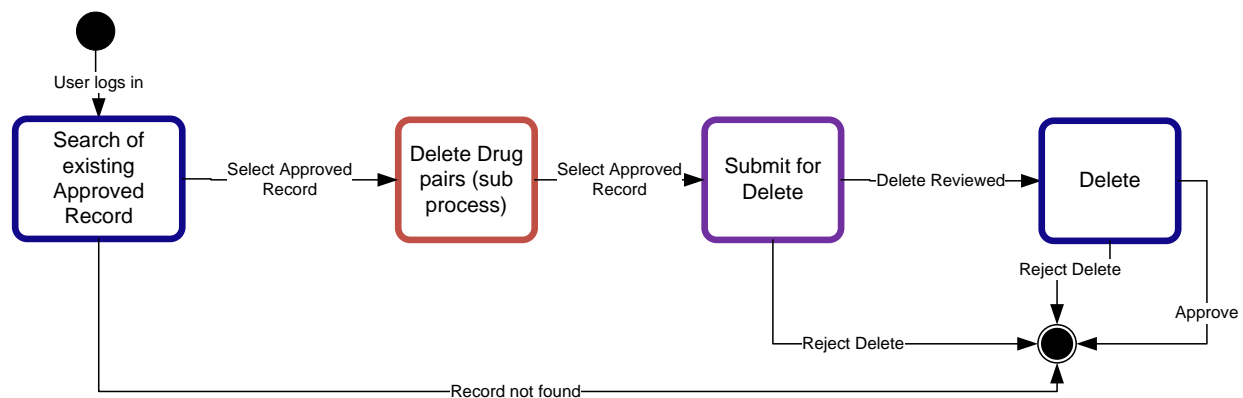 User logs in
Search of
existing
Approved
Record
Select Approved
Record
Delete Drug
pairs (sub
process)
Select Approved
Record
Submit for
Delete
Delete Reviewed
Delete
Reject Delete
Approve
Reject Delete
Record not found